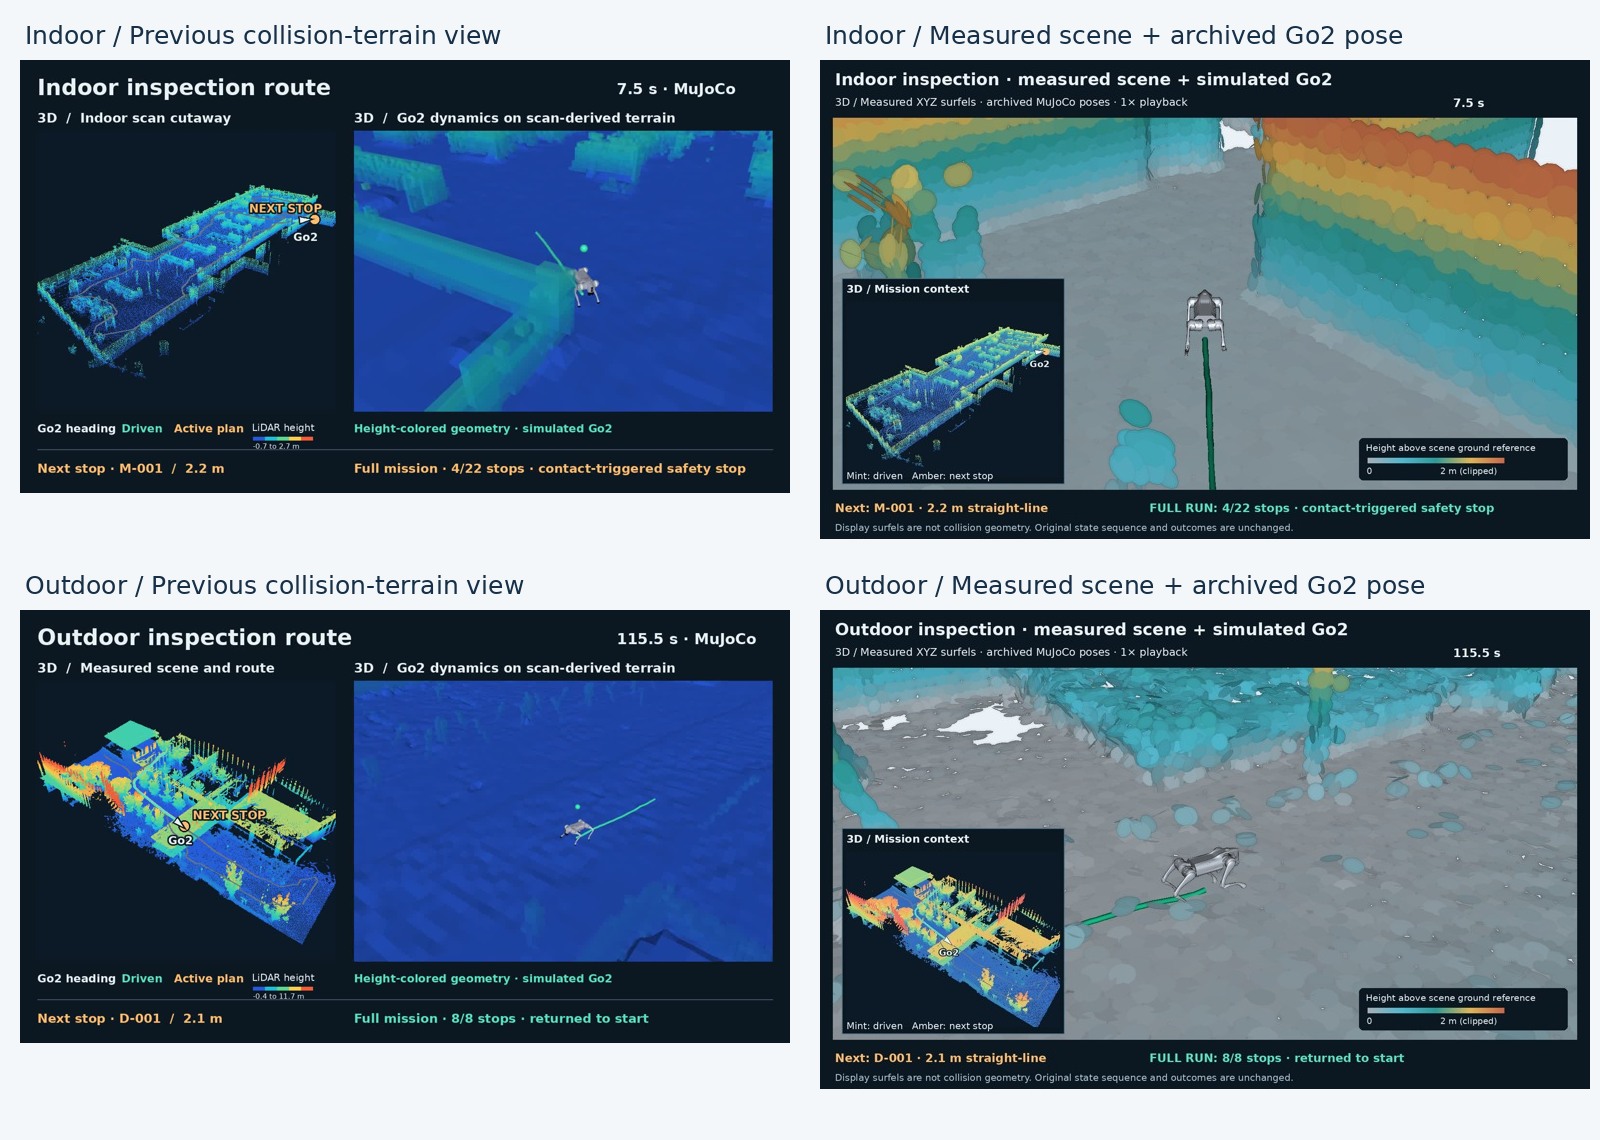 Indoor / Previous collision-terrain view
Indoor inspection route
7.5 s · MuJoCo
3D / Indoor scan cutaway
3D / Go2 dynamics on scan-derived terrain
NEXT STOP
Go2
Go2 heading Driven Active plan LiDAR height
-0.7 to 2.7 m
Height-colored geometry · simulated Go2
Next stop · M-001 / 2.2 m
Full mission · 4/22 stops · contact-triggered safety stop
Indoor / Measured scene + archived Go2 pose
Indoor inspection · measured scene + simulated Go2
3D / Measured XYZ surfels · archived MuJoCo poses · 1× playback
7.5 s
3D / Mission context
Go2
Mint: driven Amber: next stop
Height above scene ground reference
0 2 m (clipped)
Next: M-001 · 2.2 m straight-line
FULL RUN: 4/22 stops · contact-triggered safety stop
Display surfels are not collision geometry. Original state sequence and outcomes are unchanged.
Outdoor / Previous collision-terrain view
Outdoor inspection route
115.5 s · MuJoCo
3D / Measured scene and route
3D / Go2 dynamics on scan-derived terrain
NEXT STOP
Go2
Go2 heading Driven Active plan LiDAR height
-0.4 to 11.7 m
Height-colored geometry · simulated Go2
Next stop · D-001 / 2.1 m
Full mission · 8/8 stops · returned to start
Outdoor / Measured scene + archived Go2 pose
Outdoor inspection · measured scene + simulated Go2
3D / Measured XYZ surfels · archived MuJoCo poses · 1× playback
115.5 s
3D / Mission context
Go2
Mint: driven Amber: next stop
Height above scene ground reference
0 2 m (clipped)
Next: D-001 · 2.1 m straight-line
FULL RUN: 8/8 stops · returned to start
Display surfels are not collision geometry. Original state sequence and outcomes are unchanged.